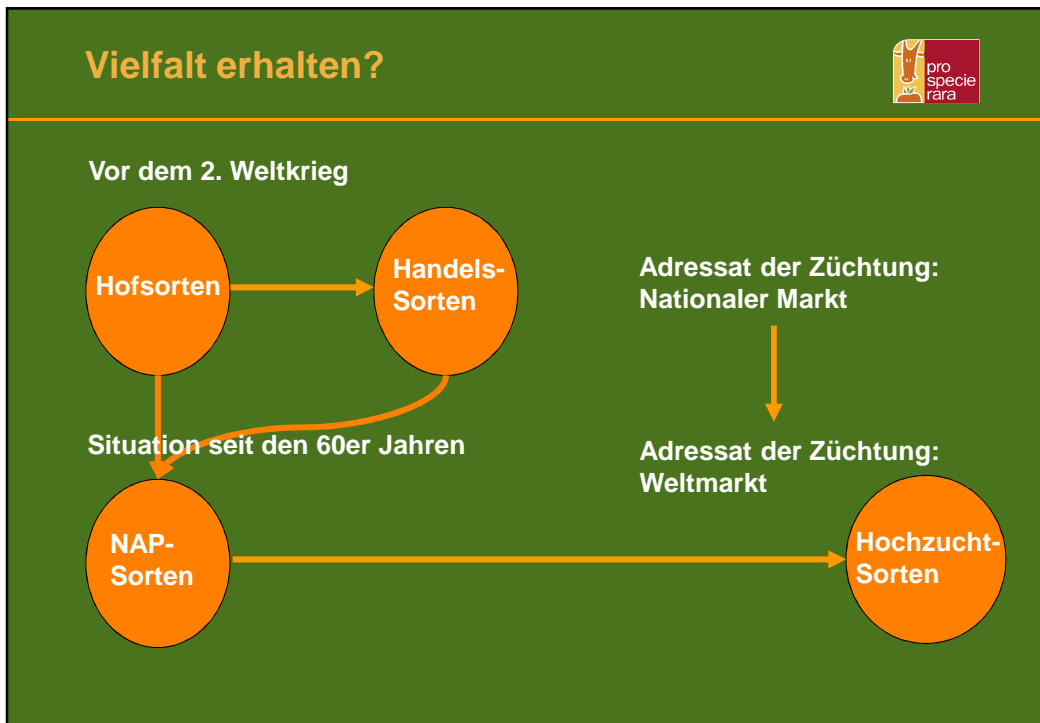 Vielfalt erhalten?
pro
specie
rara
Vor dem 2. Weltkrieg
Hofsorten
Handels-
Sorten
Adressat der Züchtung:
Nationaler Markt
Situation seit den 60er Jahren
Adressat der Züchtung:
Weltmarkt
NAP-
Sorten
Hochzucht-
Sorten